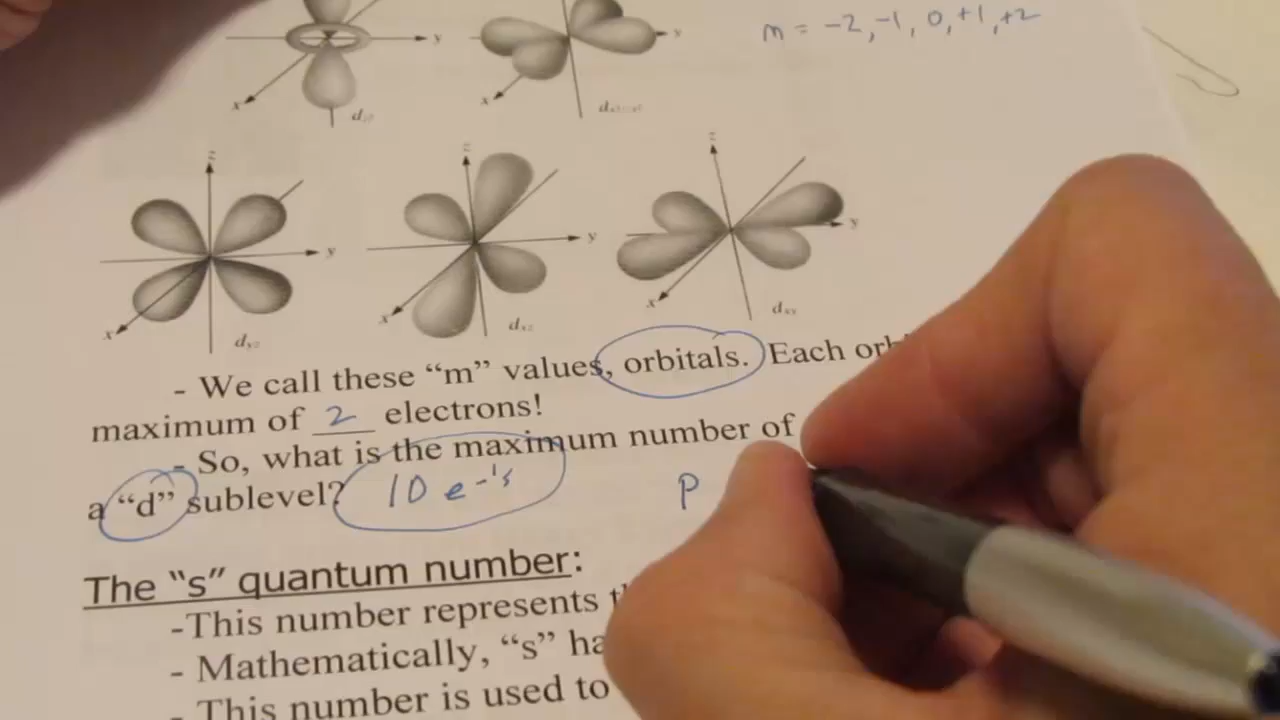 m = -2, -1, 0, +1, +2
y
y
x
x
z
z
z
y
y
y
x
x
x
dyz
dxz
dxy
- We call these “m” values, orbitals. Each
maximum of 2 electrons!
- So, what is the maximum number of
a “d” sublevel? 10 e-'s
p
The “s” quantum number:
-This number represents
- Mathematically, “s”
- This number is used to